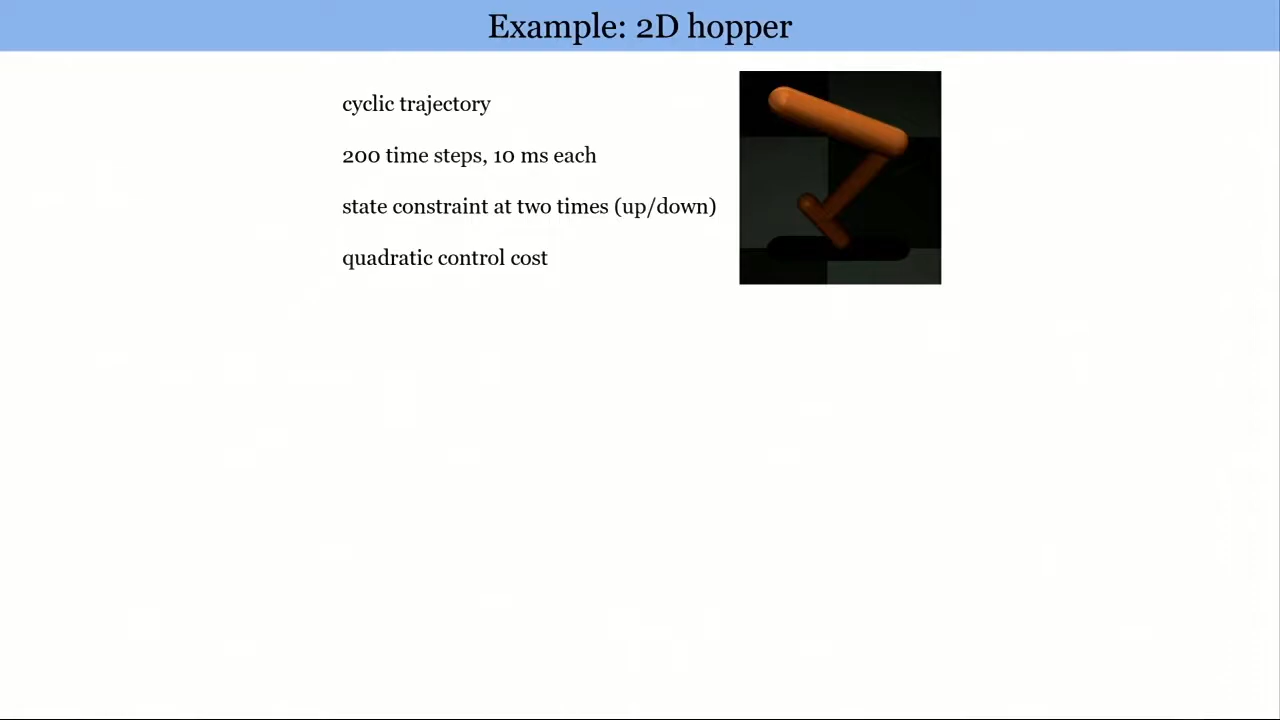 Example: 2D hopper
cyclic trajectory
200 time steps, 10 ms each
state constraint at two times (up/down)
quadratic control cost